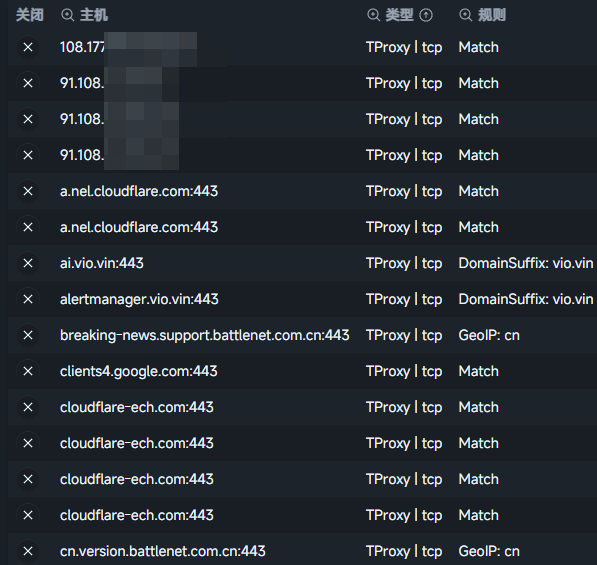 关闭 主机 类型 规则
108.177 TProxy | tcp Match
91.108. TProxy | tcp Match
91.108. TProxy | tcp Match
91.108. TProxy | tcp Match
a.nel.cloudflare.com:443 TProxy | tcp Match
a.nel.cloudflare.com:443 TProxy | tcp Match
ai.vio.vin:443 TProxy | tcp DomainSuffix: vio.vin
alertmanager.vio.vin:443 TProxy | tcp DomainSuffix: vio.vin
breaking-news.support.battlenet.com.cn:443 TProxy | tcp GeoIP: cn
clients4.google.com:443 TProxy | tcp Match
cloudflare-ech.com:443 TProxy | tcp Match
cloudflare-ech.com:443 TProxy | tcp Match
cloudflare-ech.com:443 TProxy | tcp Match
cloudflare-ech.com:443 TProxy | tcp Match
cn.version.battlenet.com.cn:443 TProxy | tcp GeoIP: cn